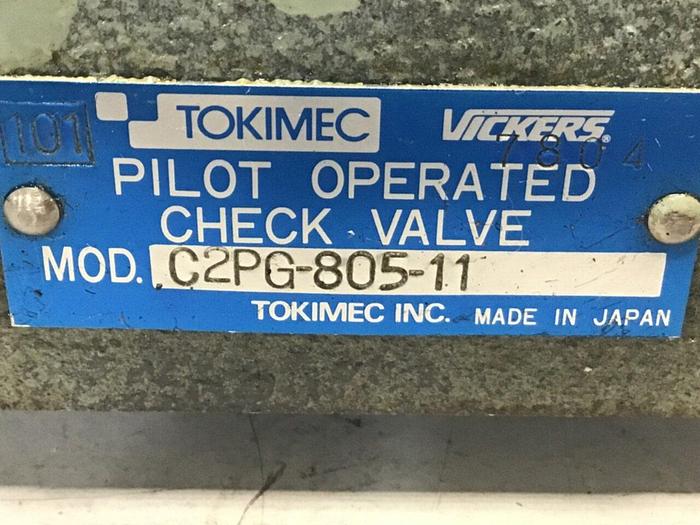 101 TOKIMEC VICKERS®
7804
PILOT OPERATED
CHECK VALVE
MOD. C2PG-805-11
TOKIMEC INC. MADE IN JAPAN